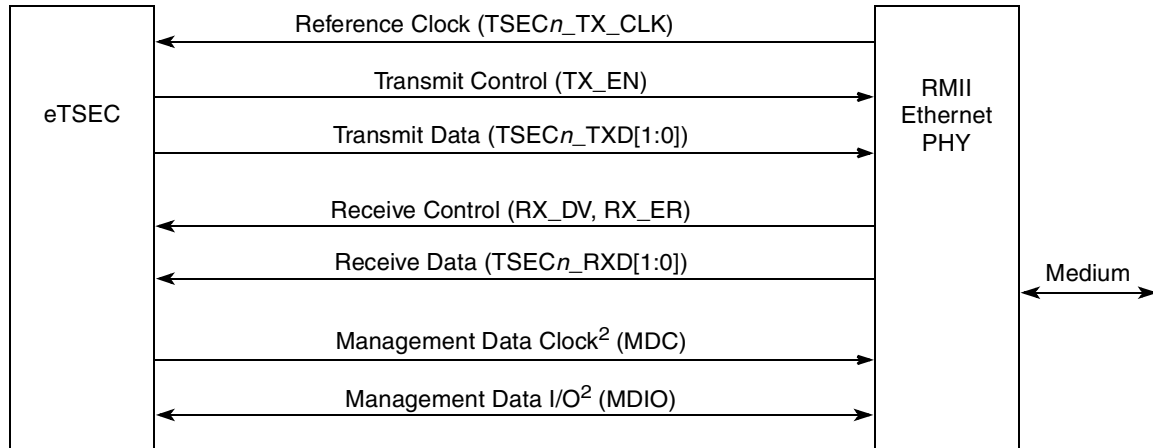 Reference Clock (TSECn_TX_CLK)
Transmit Control (TX_EN)
eTSEC
Transmit Data (TSECn_TXD[1:0])
RMII
Ethernet
PHY
Receive Control (RX_DV, RX_ER)
Receive Data (TSECn_RXD[1:0])
Medium
Management Data Clock² (MDC)
Management Data I/O² (MDIO)